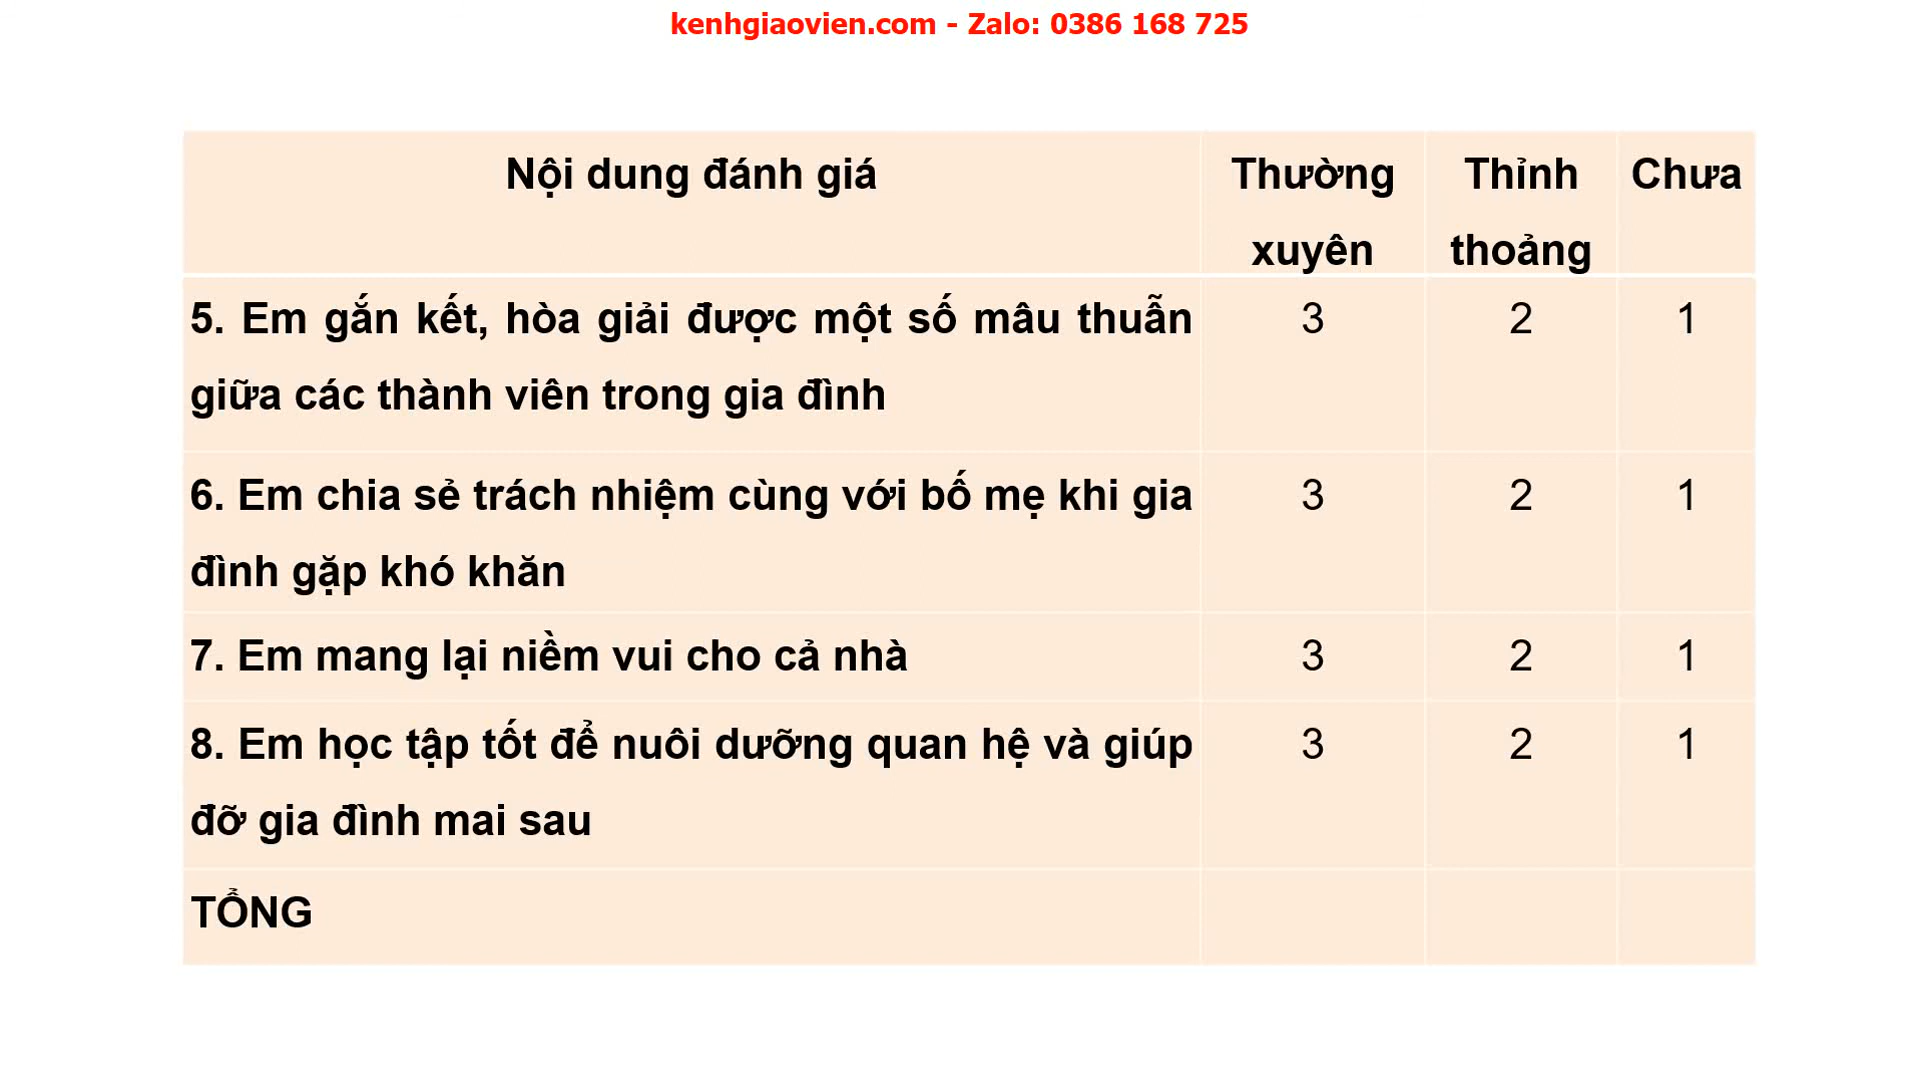 kenhgiaovien.com - Zalo: 0386 168 725
Nội dung đánh giá Thường Thỉnh Chưa
xuyên thoảng
5. Em gắn kết, hòa giải được một số mâu thuẫn 3 2 1
giữa các thành viên trong gia đình
6. Em chia sẻ trách nhiệm cùng với bố mẹ khi gia 3 2 1
đình gặp khó khăn
7. Em mang lại niềm vui cho cả nhà 3 2 1
8. Em học tập tốt để nuôi dưỡng quan hệ và giúp 3 2 1
đỡ gia đình mai sau
TỔNG